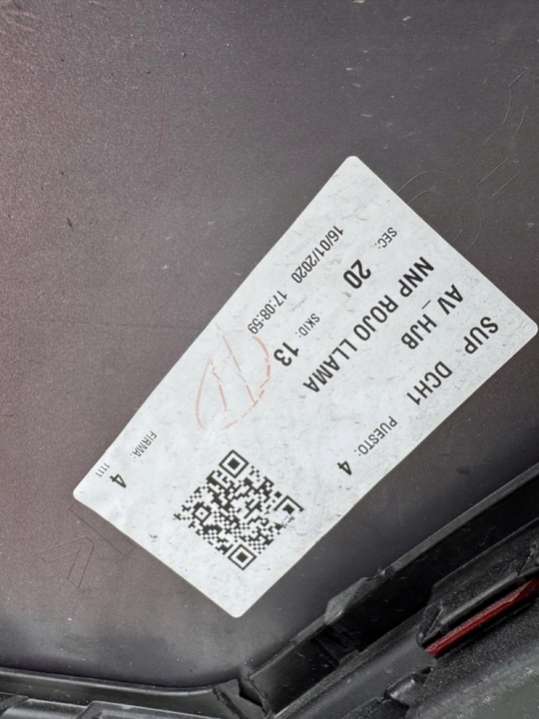 SUP DCH1 PUESTO: 4
AV_HJB
NNP ROJO LLAMA
SEC: 20 SKID: 13
16/01/2020 17:08:59
FIRMA: 4 1111